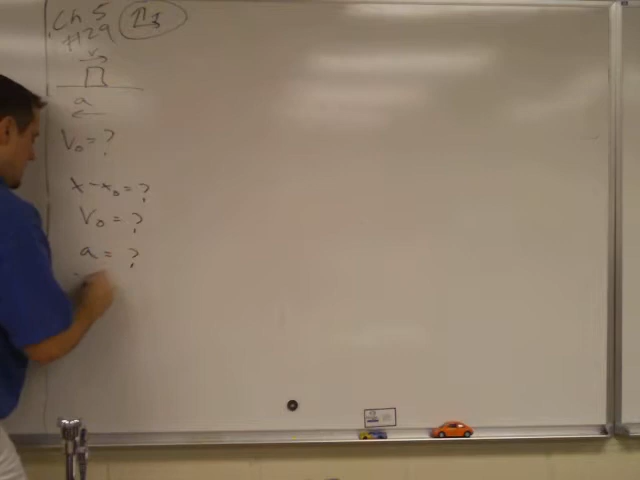 Ch 5
#29
v
a
V₀ = ?
x - x₀ = ?
V₀ = ?
a = ?